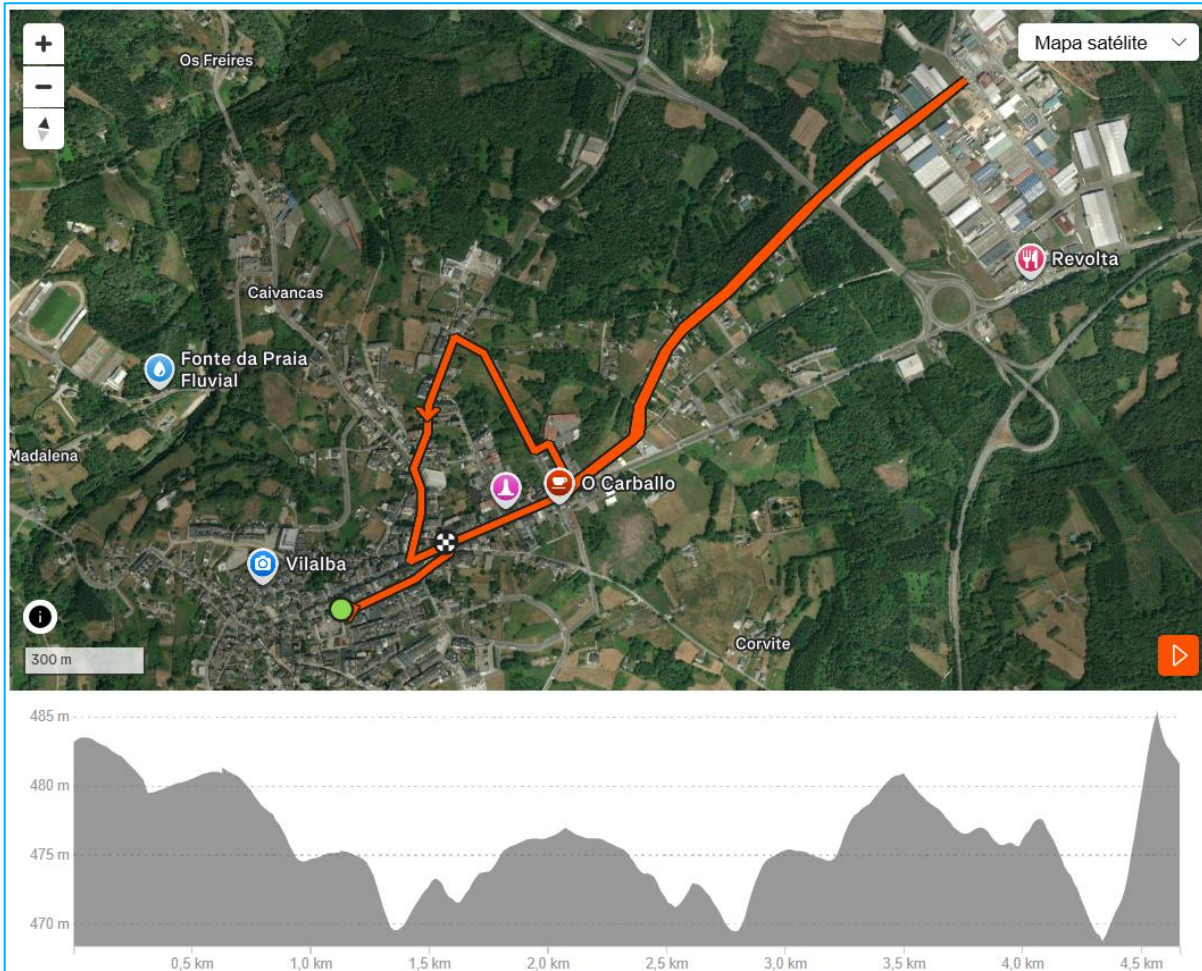 +
Mapa satélite
Os Freires
−
Revolta
Caivancas
Fonte da Praia
Fluvial
Madalena
O Carballo
Vilalba
i
Corvite
300 m
485 m
480 m
475 m
470 m
0,5 km
1,0 km
1,5 km
2,0 km
2,5 km
3,0 km
3,5 km
4,0 km
4,5 km